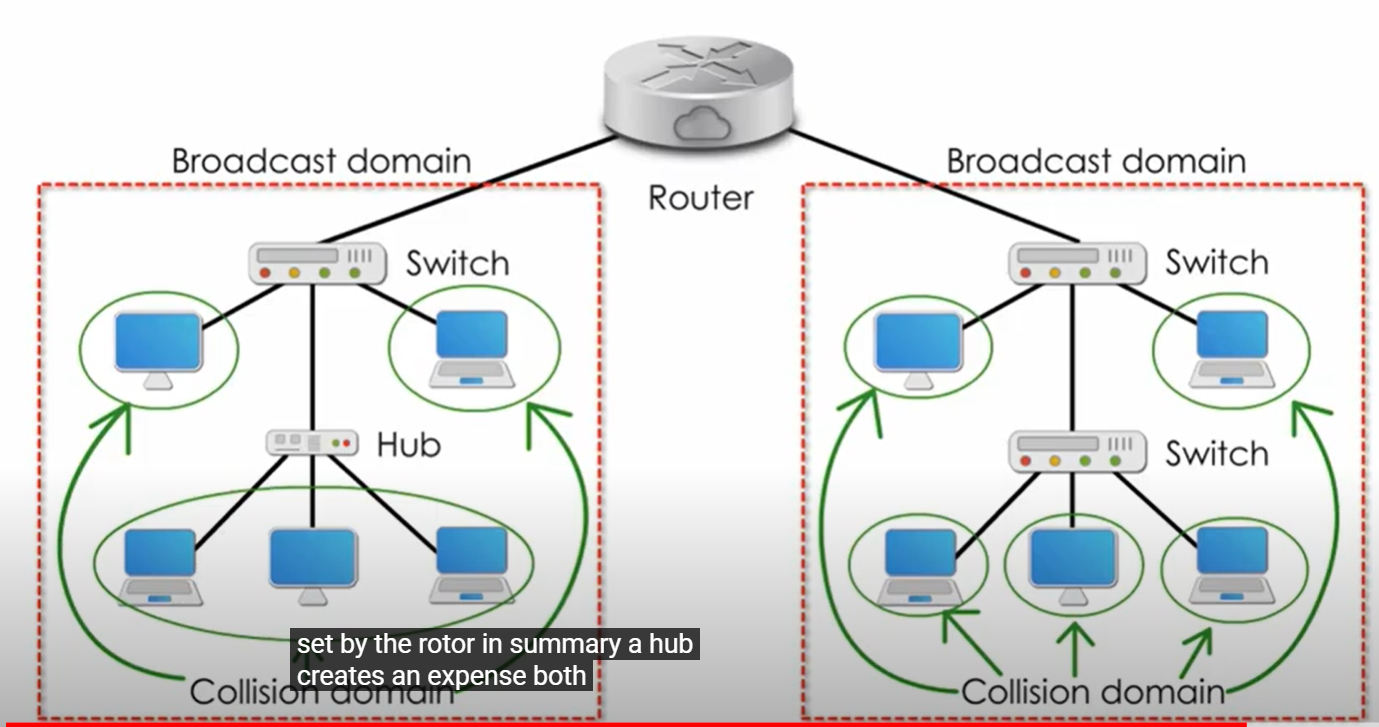 Broadcast domain
Broadcast domain
Router
Switch
Switch
Hub
Switch
set by the rotor in summary a hub
creates an expense both
Collision domain
Collision domain